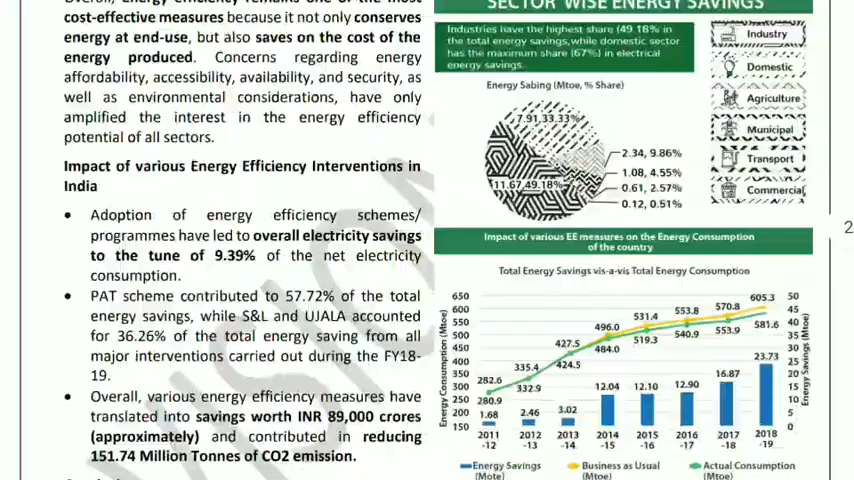 Overall, Energy efficiency remains one of the most
cost-effective measures because it not only conserves
energy at end-use, but also saves on the cost of the
energy produced. Concerns regarding energy
affordability, accessibility, availability, and security, as
well as environmental considerations, have only
amplified the interest in the energy efficiency
potential of all sectors.
Impact of various Energy Efficiency Interventions in
India
• Adoption of energy efficiency schemes/
programmes have led to overall electricity savings
to the tune of 9.39% of the net electricity
consumption.
• PAT scheme contributed to 57.72% of the total
energy savings, while S&L and UJALA accounted
for 36.26% of the total energy saving from all
major interventions carried out during the FY18-
19.
• Overall, various energy efficiency measures have
translated into savings worth INR 89,000 crores
(approximately) and contributed in reducing
151.74 Million Tonnes of CO2 emission.
SECTOR WISE ENERGY SAVINGS
Industries have the highest share (49.18% in
the total energy savings,while domestic sector
has the maximum share (67%) in electrical
energy savings.
Energy Sabing (Mtoe, % Share)
7.91,33.33%
11.67,49.18%
2.34, 9.86%
1.08, 4.55%
0.61, 2.57%
0.12, 0.51%
Industry
Domestic
Agriculture
Municipal
Transport
Commercial
Impact of various EE measures on the Energy Consumption
of the country
Total Energy Savings vis-a-vis Total Energy Consumption
Energy Consumption (Mtoe)
650
600
550
500
450
400
350
300
250
200
150
282.6
280.9
335.4
332.9
427.5
424.5
496.0
484.0
531.4
519.3
553.8
540.9
570.8
553.9
605.3
581.6
1.68
2.46
3.02
12.04
12.10
12.90
16.87
23.73
50
45
40
35
30
25
20
15
10
5
0
Energy Savings (Mtoe)
2011 2012 2013 2014 2015 2016 2017 2018
-12 -13 -14 -15 -16 -17 -18 -19
Energy Savings Business as Usual Actual Consumption
(Mote) (Mtoe) (Mtoe)
2
VISION